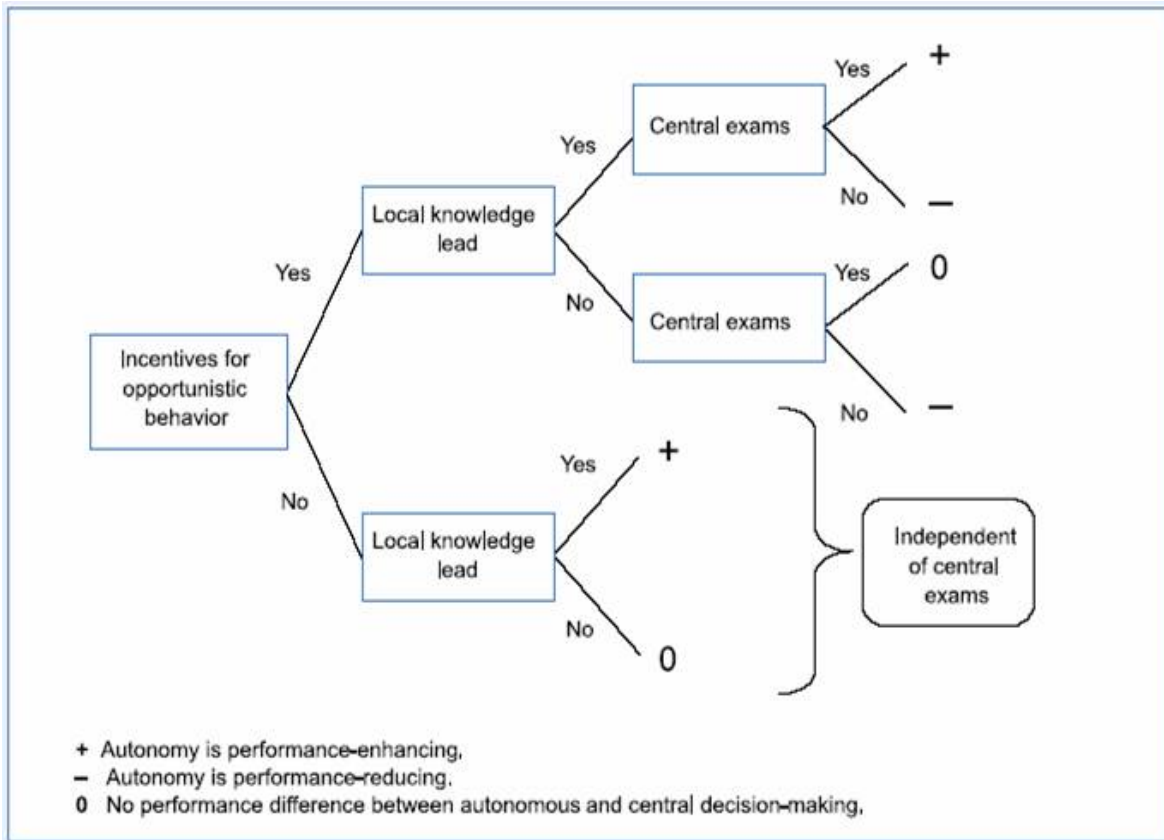 +
Yes
Central exams
Yes
No
−
Local knowledge
lead
Yes
No
Yes
0
Central exams
No
−
Incentives for
opportunistic
behavior
No
Local knowledge
lead
Yes
+
No
0
Independent
of central
exams
+ Autonomy is performance-enhancing.
− Autonomy is performance-reducing.
0 No performance difference between autonomous and central decision-making.